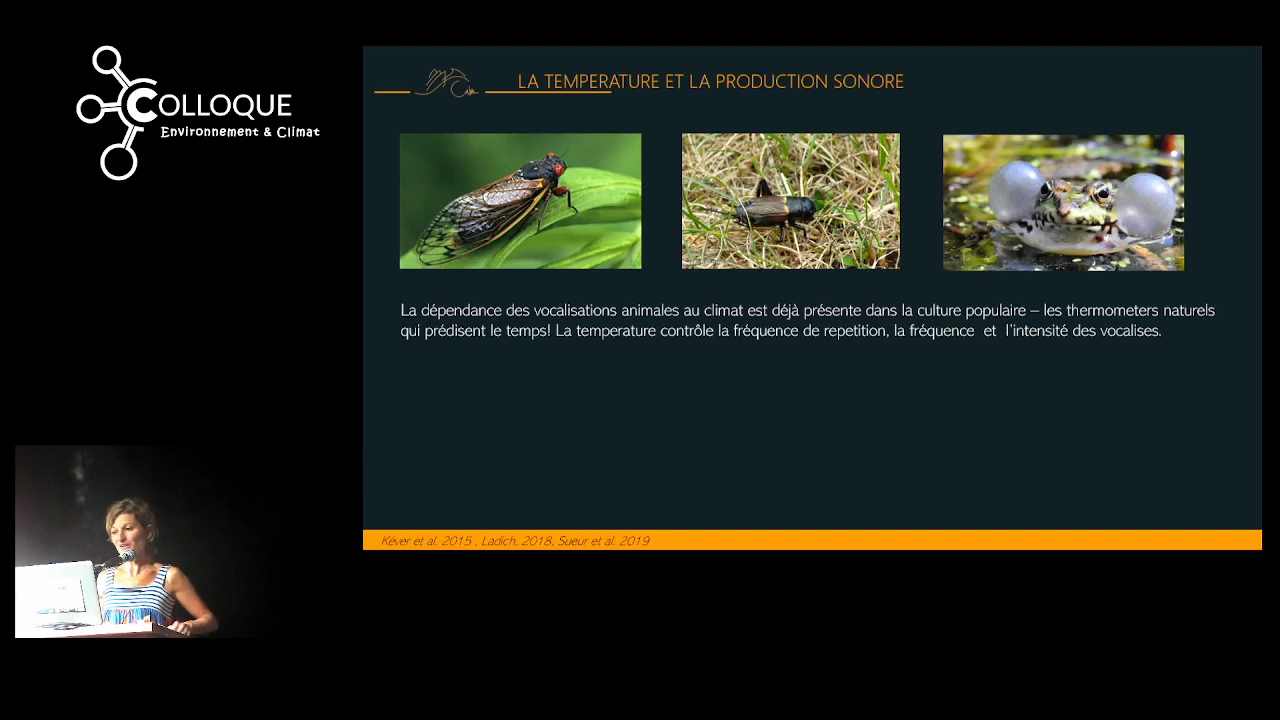 COLLOQUE
Environnement & Climat
LA TEMPERATURE ET LA PRODUCTION SONORE
La dépendance des vocalisations animales au climat est déjà présente dans la culture populaire – les thermometers naturels
qui prédisent le temps! La temperature contrôle la fréquence de repetition, la fréquence et l'intensité des vocalises.
Kéver et al. 2015 , Ladich, 2018, Sueur et al. 2019